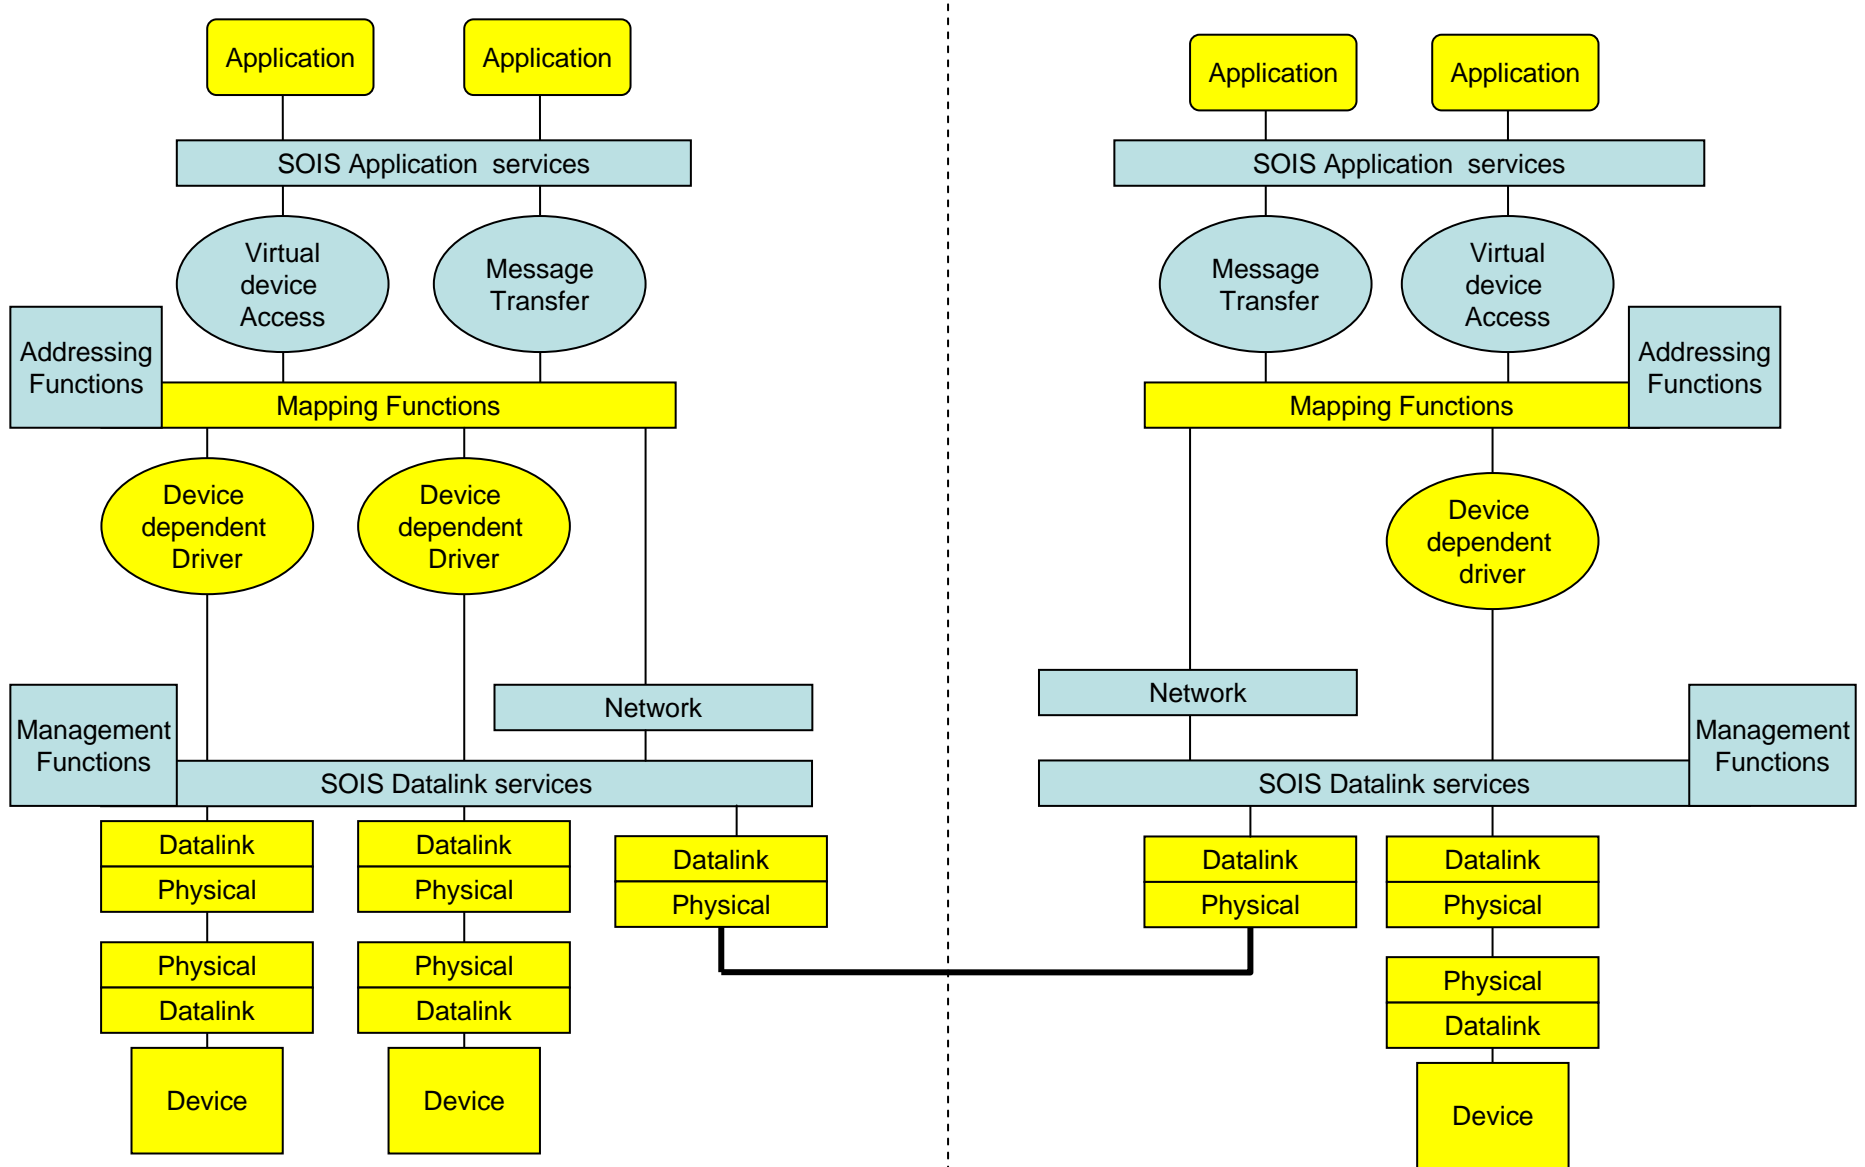 Application
Application
SOIS Application  services
Virtual
device
Access
Message
Transfer
Addressing
Functions
Mapping Functions
Device
dependent
Driver
Device
dependent
Driver
Network
Management
Functions
SOIS Datalink services
Datalink
Physical
Datalink
Physical
Datalink
Physical
Physical
Datalink
Physical
Datalink
Device
Device
Application
Application
SOIS Application  services
Message
Transfer
Virtual
device
Access
Addressing
Functions
Mapping Functions
Device
dependent
driver
Network
Management
Functions
SOIS Datalink services
Datalink
Physical
Datalink
Physical
Physical
Datalink
Device